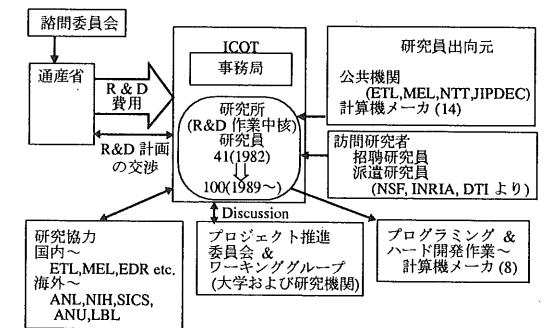 諮問委員会
通産省
R & D
費用
R&D 計画
の交渉
ICOT
事務局
研究所
(R&D 作業中核)
研究員
41(1982)
100(1989～)
研究員出向元
公共機関
(ETL,MEL,NTT,JIPDEC)
計算機メーカ (14)
訪問研究者
招聘研究員
派遣研究員
(NSF, INRIA, DTI より)
Discussion
研究協力
国内～
ETL,MEL,EDR etc.
海外～
ANL,NIH,SICS,
ANU,LBL
プロジェクト推進
委員会 &
ワーキンググループ
(大学および研究機関)
プログラミング &
ハード開発作業～
計算機メーカ (8)